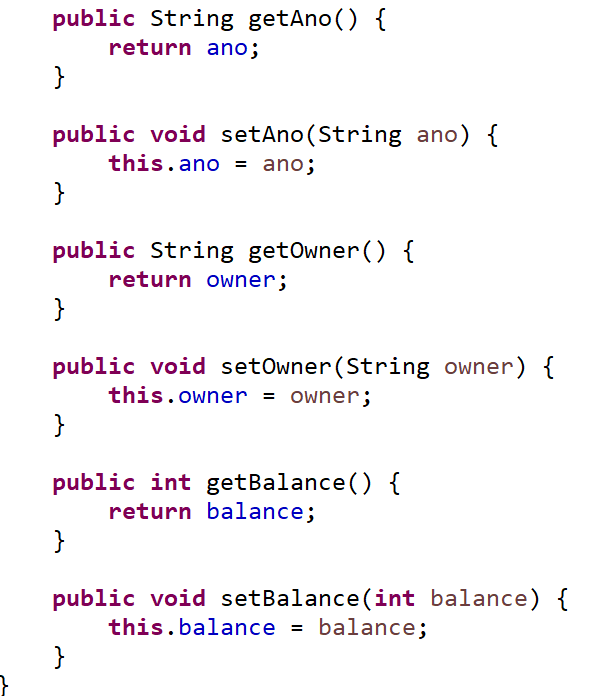 public String getAno() {
return ano;
}
public void setAno(String ano) {
this.ano = ano;
}
public String getOwner() {
return owner;
}
public void setOwner(String owner) {
this.owner = owner;
}
public int getBalance() {
return balance;
}
public void setBalance(int balance) {
this.balance = balance;
}
}